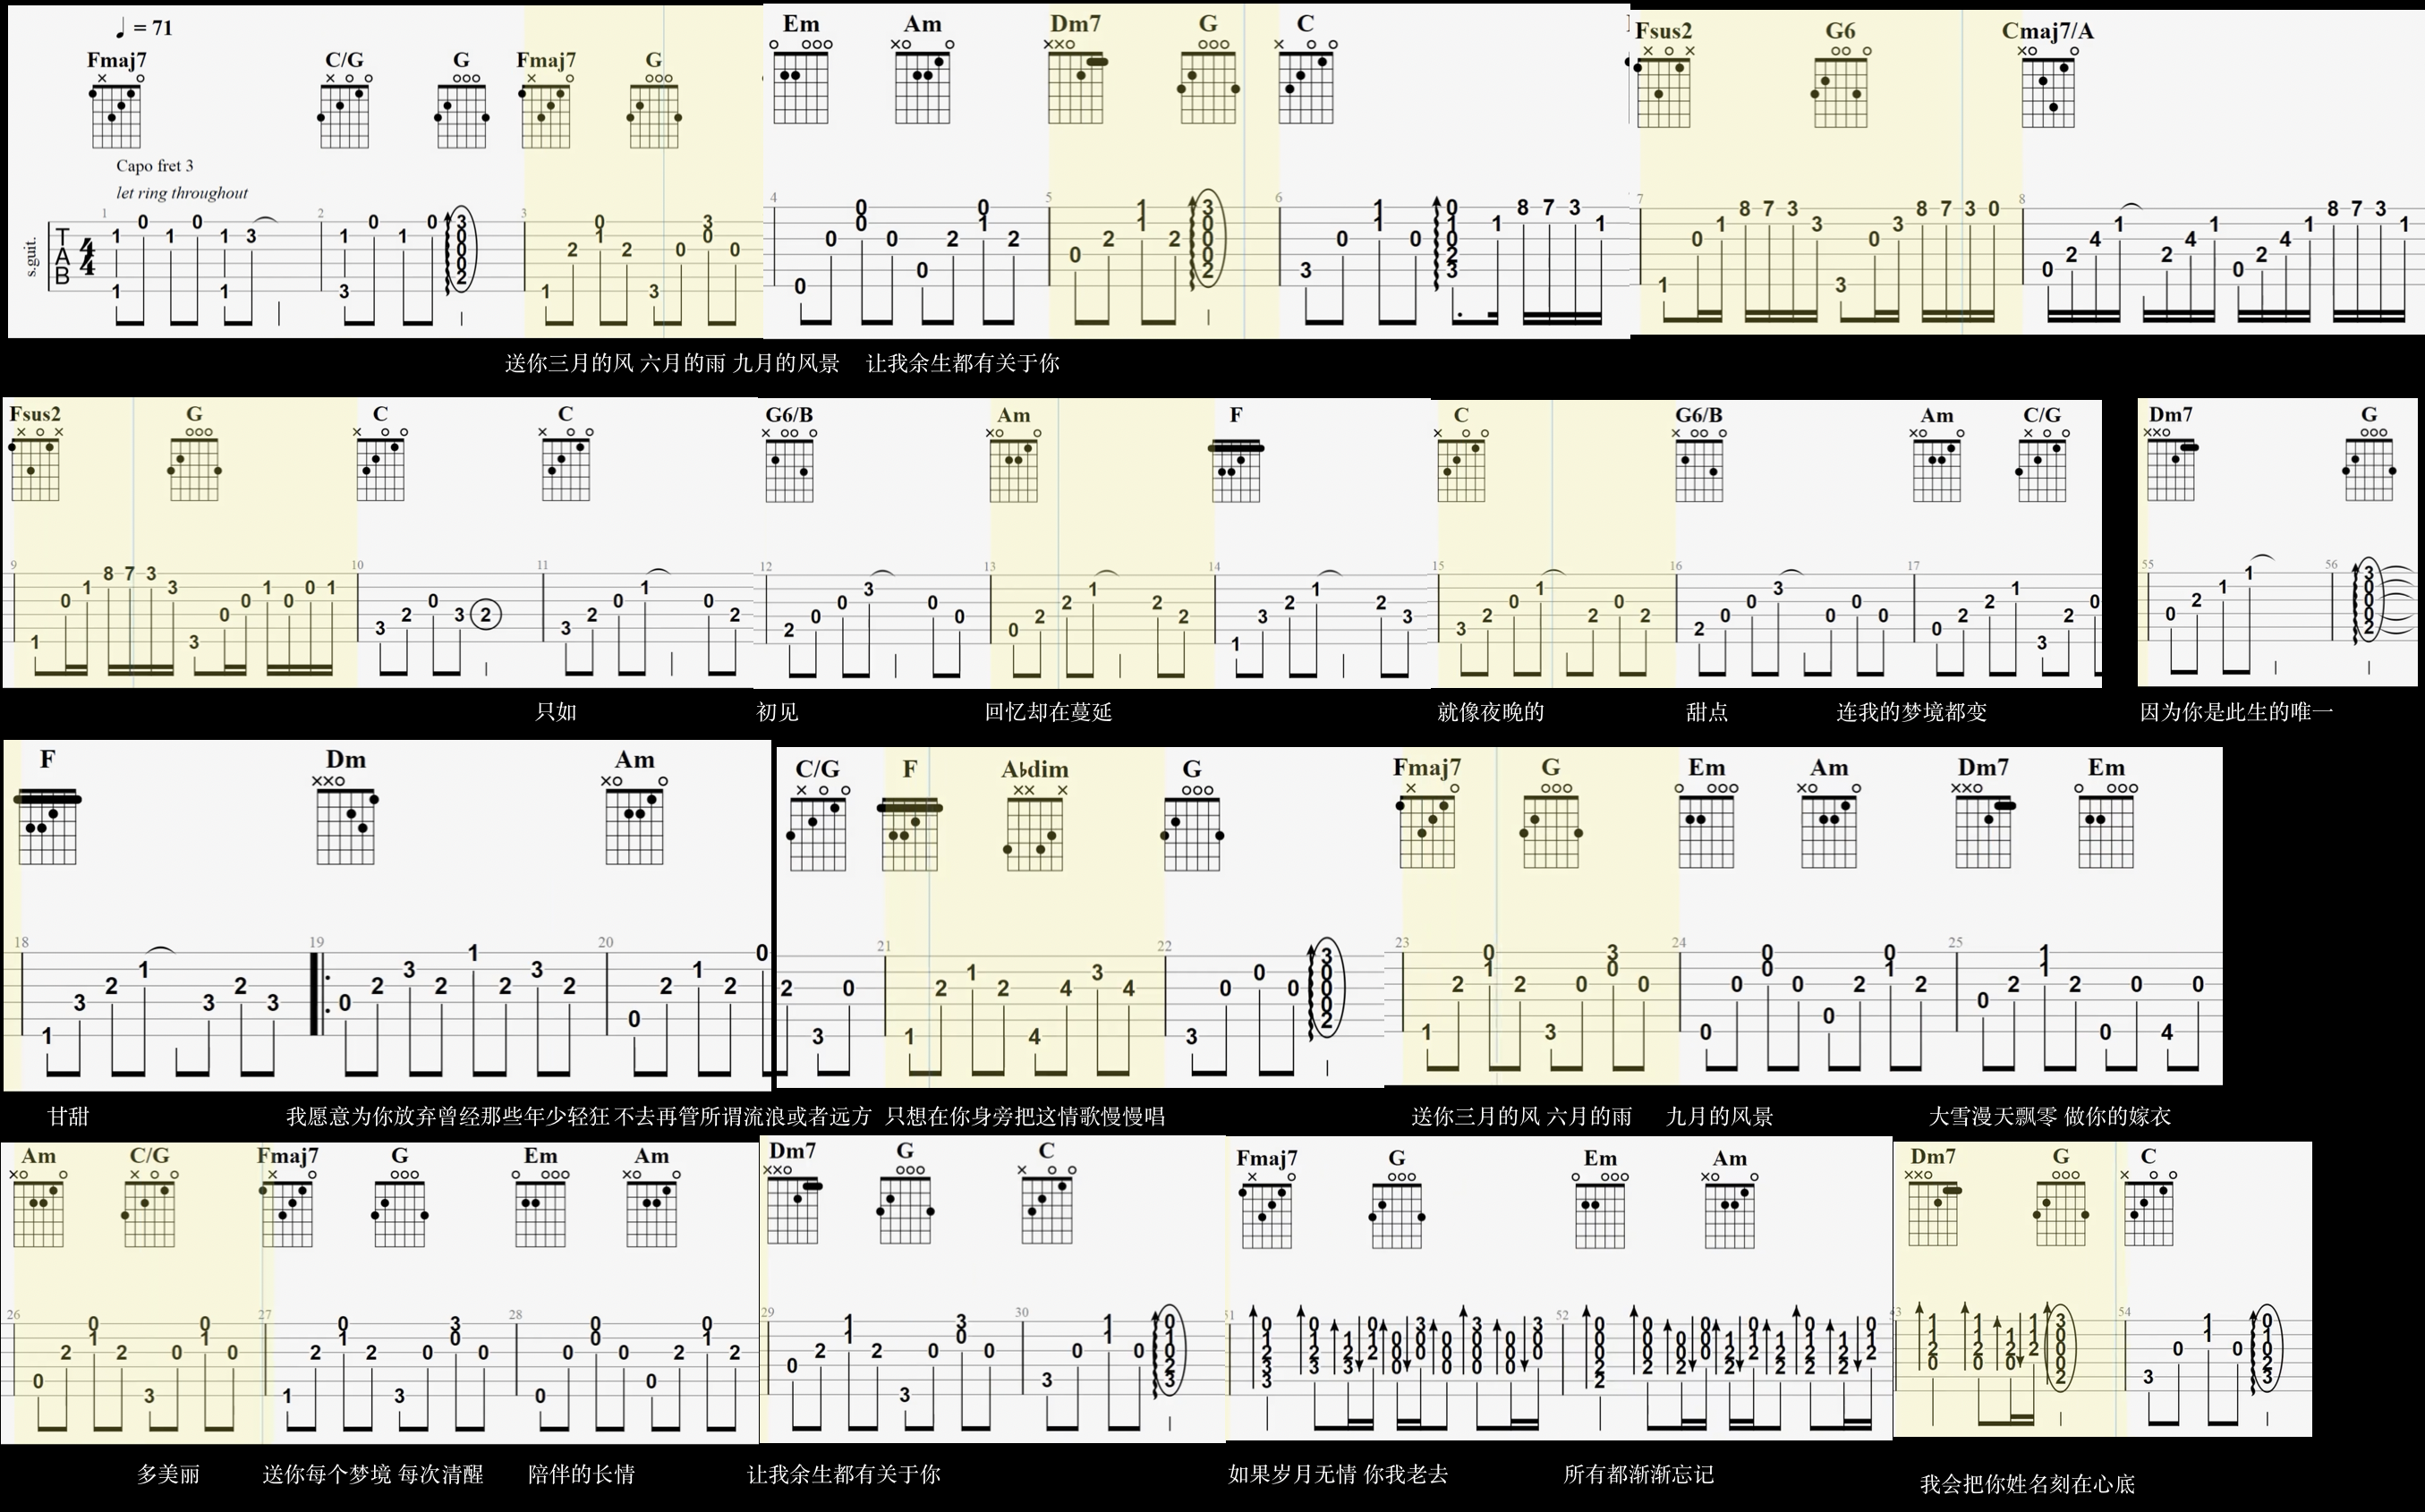 ♩ = 71
Fmaj7 C/G G Fmaj7 G Em Am Dm7 G C Fsus2 G6 Cmaj7/A
Capo fret 3
let ring throughout
s.guit.
送你三月的风 六月的雨 九月的风景 让我余生都有关于你
Fsus2 G C C G6/B Am F C G6/B Am C/G Dm7 G
只如 初见 回忆却在蔓延 就像夜晚的 甜点 连我的梦境都变 因为你是此生的唯一
F Dm Am C/G F A♭dim G Fmaj7 G Em Am Dm7 Em
甘甜 我愿意为你放弃曾经那些年少轻狂 不去再管所谓流浪或者远方 只想在你身旁把这情歌慢慢唱 送你三月的风 六月的雨 九月的风景 大雪漫天飘零 做你的嫁衣
Am C/G Fmaj7 G Em Am Dm7 G C Fmaj7 G Em Am Dm7 G C
多美丽 送你每个梦境 每次清醒 陪伴的长情 让我余生都有关于你 如果岁月无情 你我老去 所有都渐渐忘记 我会把你姓名刻在心底